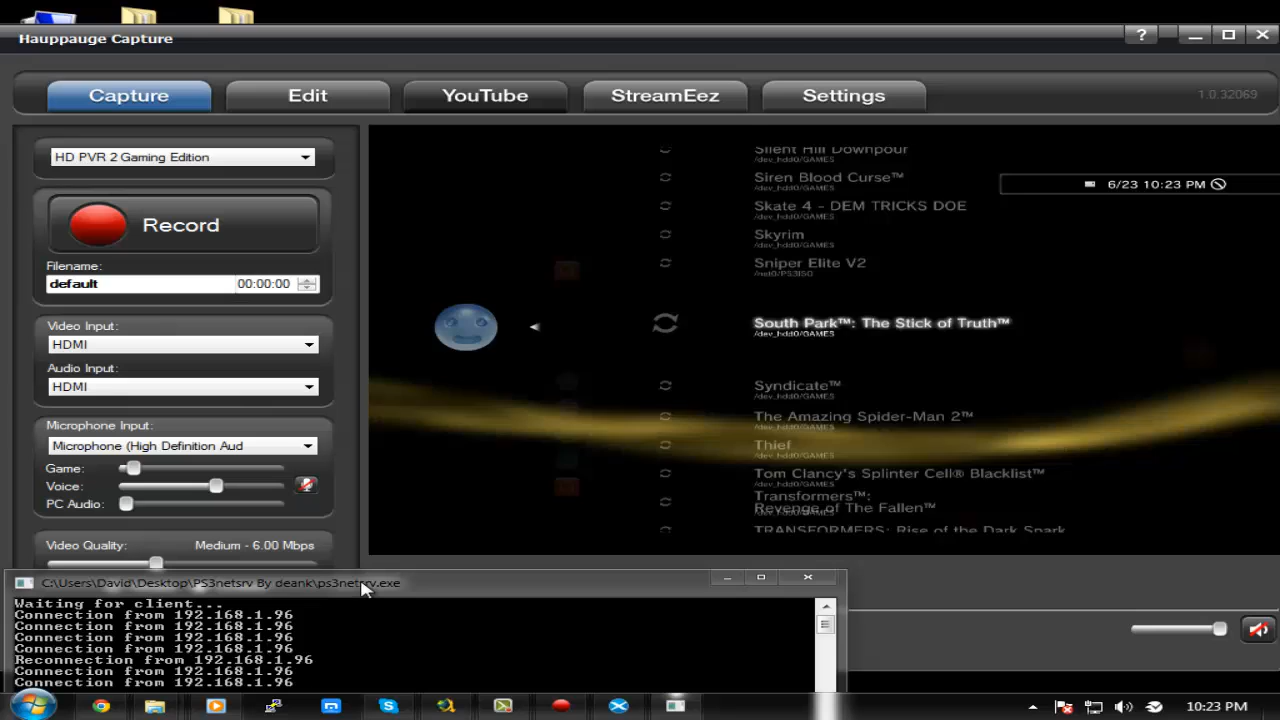 Hauppauge Capture
?
Capture
Edit
YouTube
StreamEez
Settings
1.0.32069
HD PVR 2 Gaming Edition
Record
Filename:
default
00:00:00
Video Input:
HDMI
Audio Input:
HDMI
Microphone Input:
Microphone (High Definition Aud
Game:
Voice:
PC Audio:
Video Quality:
Medium - 6.00 Mbps
Silent Hill Downpour
/dev_hdd0/GAMES
Siren Blood Curse™
/dev_hdd0/GAMES
Skate 4 - DEM TRICKS DOE
/dev_hdd0/GAMES
Skyrim
/dev_hdd0/GAMES
Sniper Elite V2
/net0/PS3ISO
South Park™: The Stick of Truth™
/dev_hdd0/GAMES
Syndicate™
/dev_hdd0/GAMES
The Amazing Spider-Man 2™
/dev_hdd0/GAMES
Thief
/dev_hdd0/GAMES
Tom Clancy's Splinter Cell® Blacklist™
/dev_hdd0/GAMES
Transformers™:
Revenge of The Fallen™
/dev_hdd0/GAMES
TRANSFORMERS: Rise of the Dark Spark
6/23 10:23 PM
C:\Users\David\Desktop\PS3netsrv By deank\ps3netsrv.exe
Waiting for client...
Connection from 192.168.1.96
Connection from 192.168.1.96
Connection from 192.168.1.96
Connection from 192.168.1.96
Reconnection from 192.168.1.96
Connection from 192.168.1.96
Connection from 192.168.1.96
10:23 PM